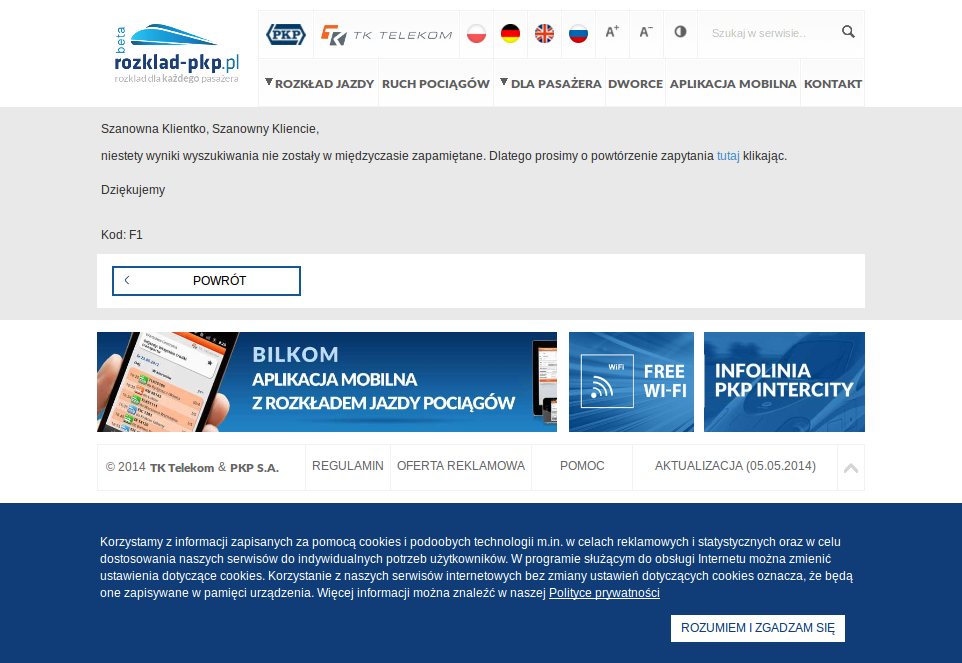 beta
rozklad-pkp.pl
rozklad dla każdego pasażera
PKP
TK TELEKOM
A+
A−
Szukaj w serwisie..
ROZKŁAD JAZDY
RUCH POCIĄGÓW
DLA PASAŻERA
DWORCE
APLIKACJA MOBILNA
KONTAKT
Szanowna Klientko, Szanowny Kliencie,
niestety wyniki wyszukiwania nie zostały w międzyczasie zapamiętane. Dlatego prosimy o powtórzenie zapytania tutaj klikając.
Dziękujemy
Kod: F1
POWRÓT
BILKOM
APLIKACJA MOBILNA
Z ROZKŁADEM JAZDY POCIĄGÓW
WiFi
FREE
WI-FI
INFOLINIA
PKP INTERCITY
© 2014 TK Telekom & PKP S.A.
REGULAMIN
OFERTA REKLAMOWA
POMOC
AKTUALIZACJA (05.05.2014)
Korzystamy z informacji zapisanych za pomocą cookies i podoobych technologii m.in. w celach reklamowych i statystycznych oraz w celu
dostosowania naszych serwisów do indywidualnych potrzeb użytkowników. W programie służącym do obsługi Internetu można zmienić
ustawienia dotyczące cookies. Korzystanie z naszych serwisów internetowych bez zmiany ustawień dotyczących cookies oznacza, że będą
one zapisywane w pamięci urządzenia. Więcej informacji można znaleźć w naszej Polityce prywatności
ROZUMIEM I ZGADZAM SIĘ